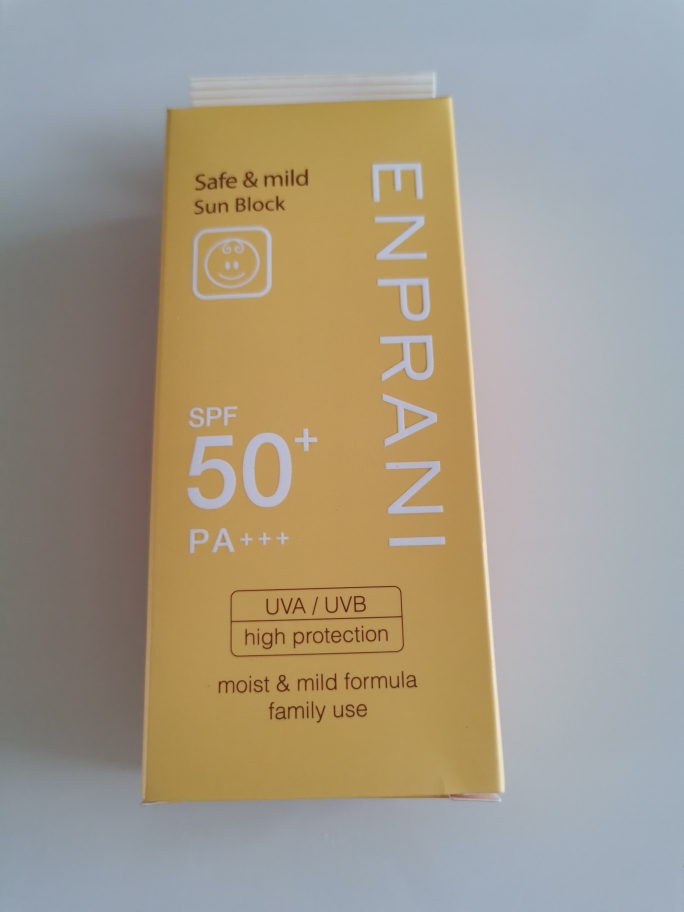 Safe & mild
Sun Block
ENPRANI
SPF
50+
PA+++
UVA / UVB
high protection
moist & mild formula
family use